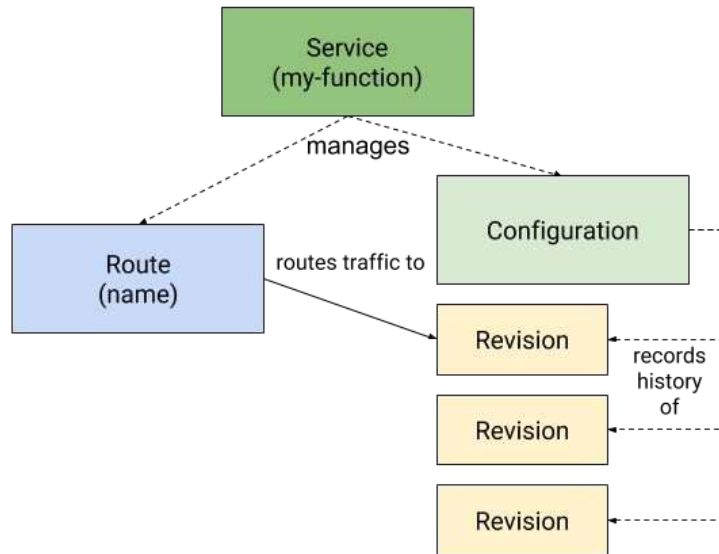 Service
(my-function)
manages
Configuration
Route
(name)
routes traffic to
Revision
records
history
of
Revision
Revision